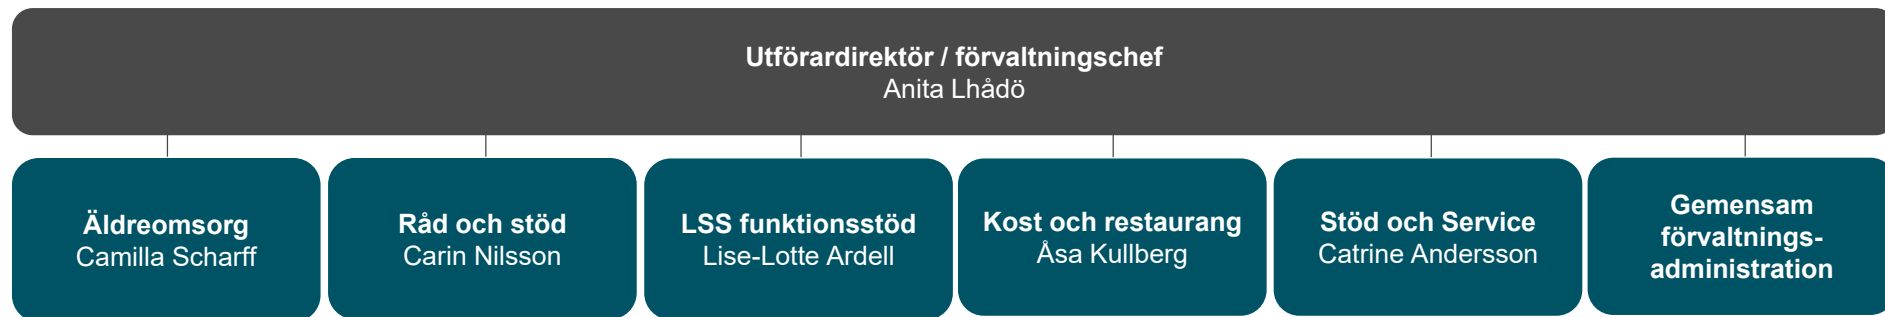 Utförardirektör / förvaltningschef
Anita Lhådö
Äldreomsorg
Camilla Scharff
Råd och stöd
Carin Nilsson
LSS funktionsstöd
Lise-Lotte Ardell
Kost och restaurang
Åsa Kullberg
Stöd och Service
Catrine Andersson
Gemensam
förvaltnings-
administration